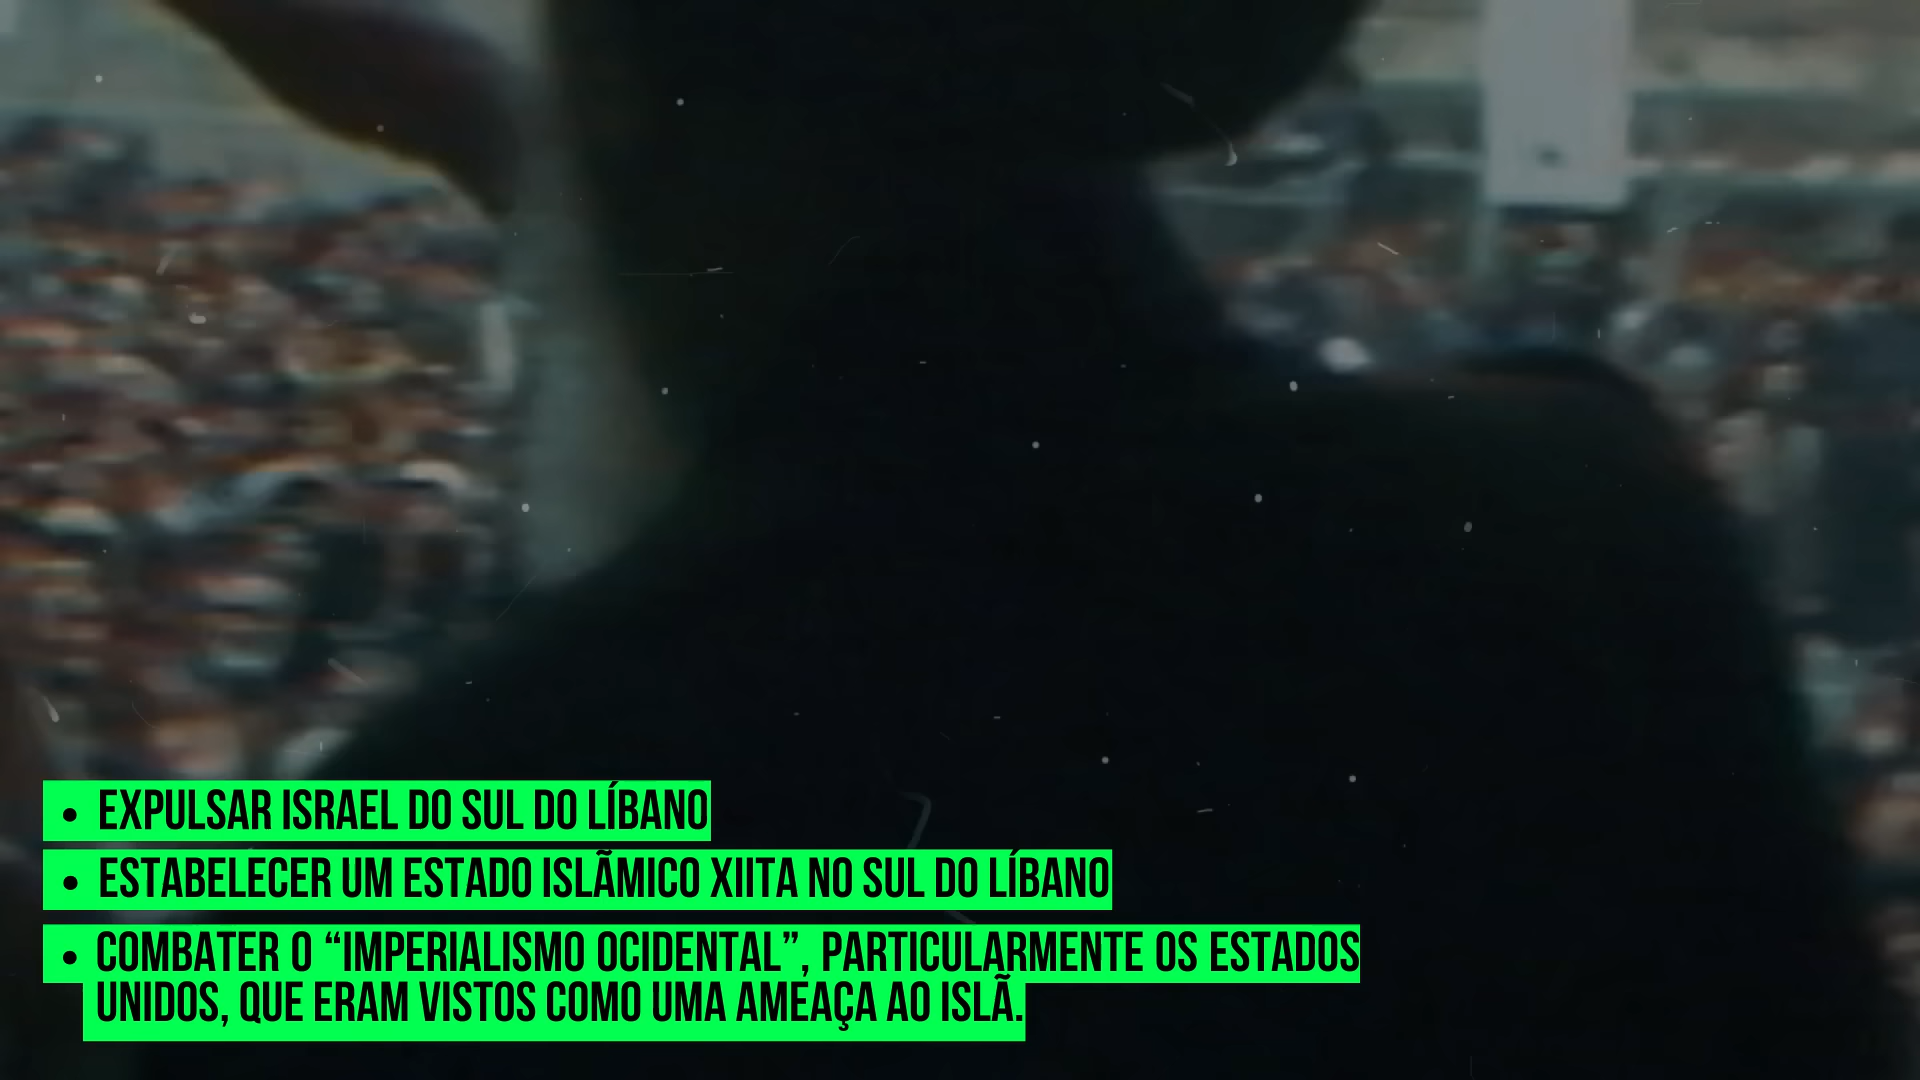 • EXPULSAR ISRAEL DO SUL DO LÍBANO
• ESTABELECER UM ESTADO ISLÃMICO XIITA NO SUL DO LÍBANO
• COMBATER O “IMPERIALISMO OCIDENTAL”, PARTICULARMENTE OS ESTADOS
UNIDOS, QUE ERAM VISTOS COMO UMA AMEAÇA AO ISLÃ.